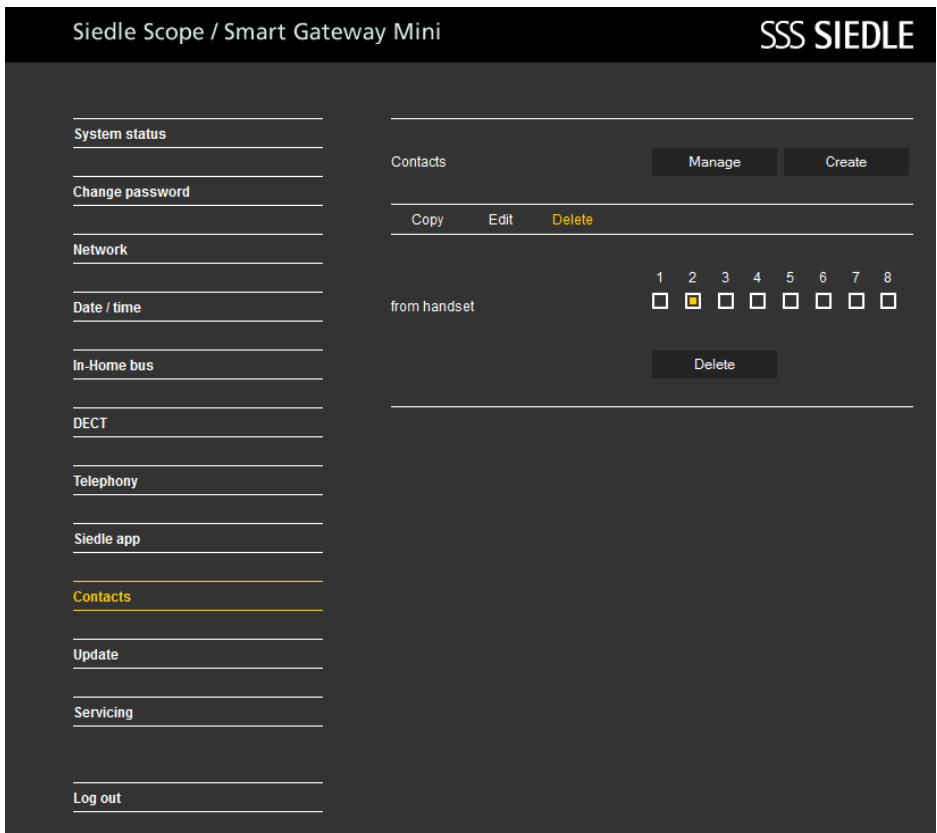 Siedle Scope / Smart Gateway Mini
SSS SIEDLE
System status
Change password
Network
Date / time
In-Home bus
DECT
Telephony
Siedle app
Contacts
Update
Servicing
Log out
Contacts Manage Create
Copy Edit Delete
1 2 3 4 5 6 7 8
from handset
Delete